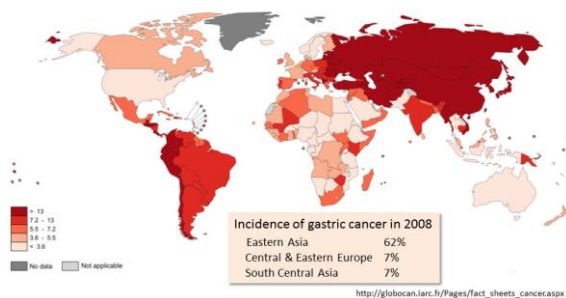 > 13
7.2 - 13
5.5 - 7.2
3.6 - 5.5
< 3.6
No data
Not applicable
Incidence of gastric cancer in 2008
Eastern Asia 62%
Central & Eastern Europe 7%
South Central Asia 7%
http://globocan.iarc.fr/Pages/fact_sheets_cancer.aspx